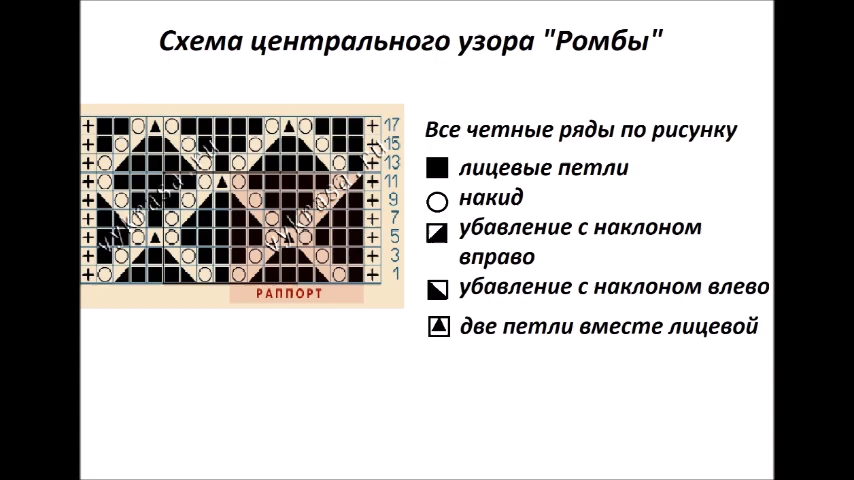 Схема центрального узора "Ромбы"
Все четные ряды по рисунку
лицевые петли
накид
убавление с наклоном
вправо
убавление с наклоном влево
две петли вместе лицевой
17
15
13
11
9
7
5
3
1
РАППОРТ